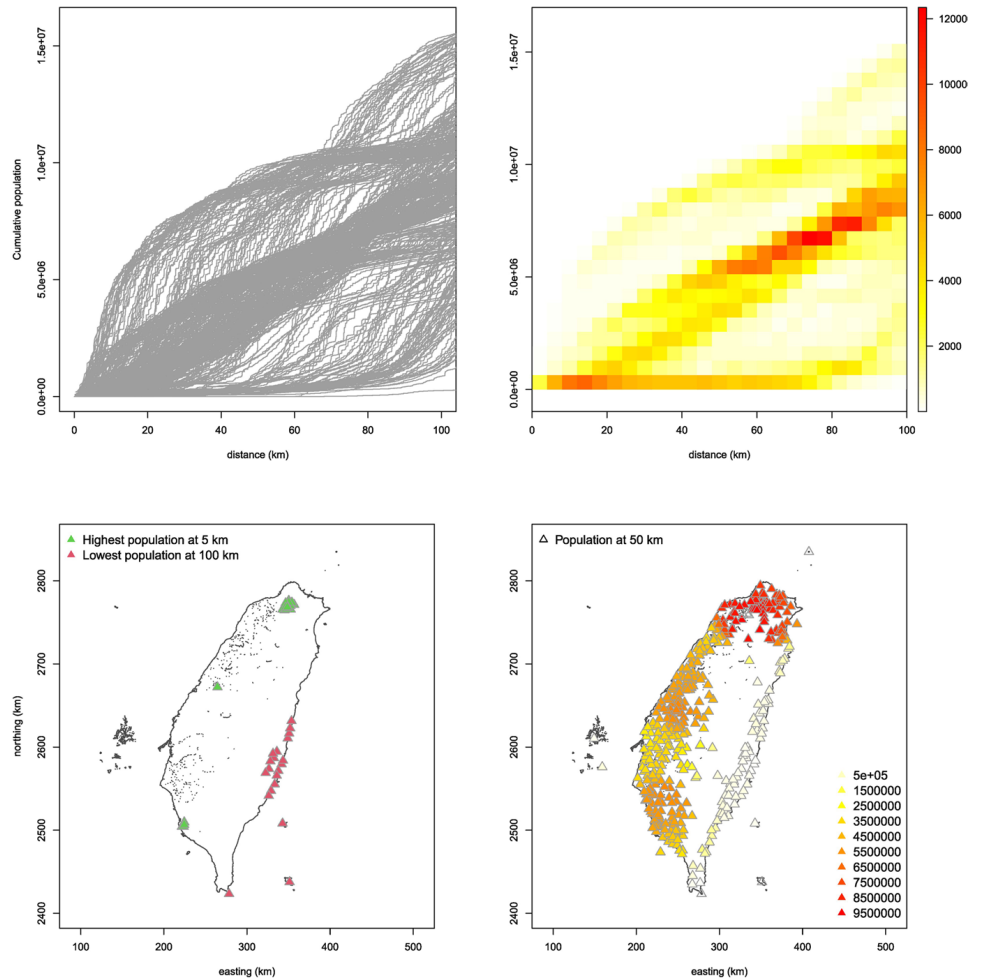 Cumulative population
0.0e+00
5.0e+06
1.0e+07
1.5e+07
0 20 40 60 80 100
distance (km)
0.0e+00
5.0e+06
1.0e+07
1.5e+07
0 20 40 60 80 100
distance (km)
12000
10000
8000
6000
4000
2000
Highest population at 5 km
Lowest population at 100 km
northing (km)
2800
2700
2600
2500
2400
100 200 300 400 500
easting (km)
Population at 50 km
2800
2700
2600
2500
2400
5e+05
1500000
2500000
3500000
4500000
5500000
6500000
7500000
8500000
9500000
100 200 300 400 500
easting (km)